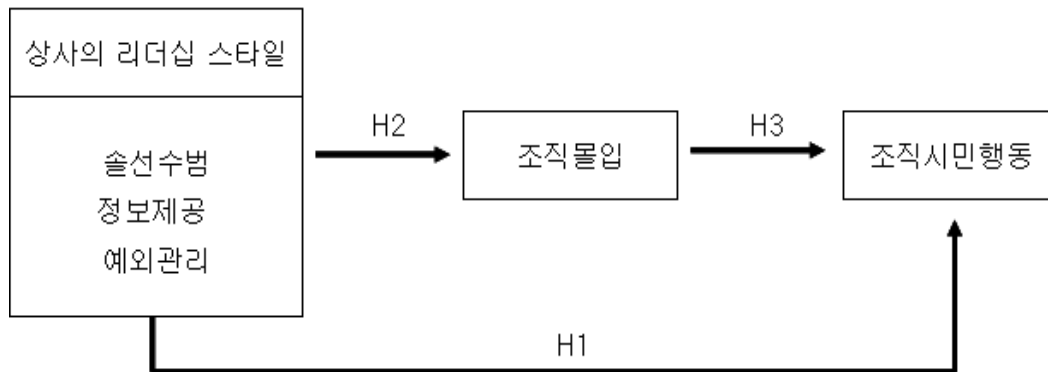 상사의 리더십 스타일
솔선수범
정보제공
예외관리
H2
조직몰입
H3
조직시민행동
H1